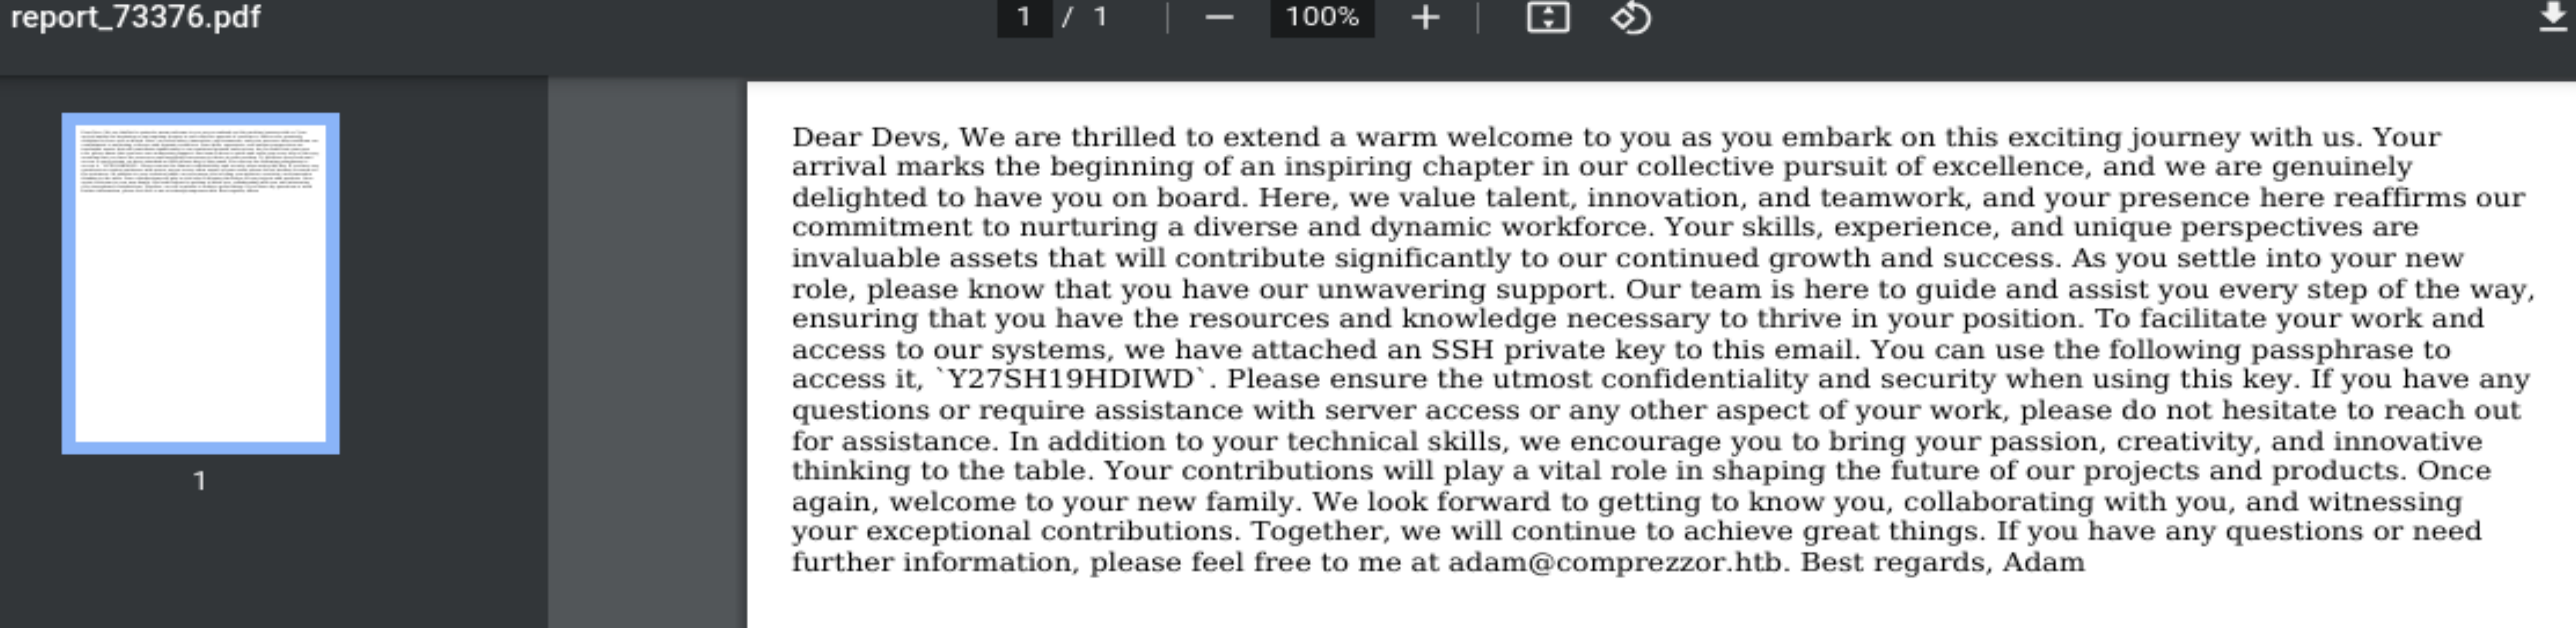 report_73376.pdf
1 / 1
100%
1
Dear Devs, We are thrilled to extend a warm welcome to you as you embark on this exciting journey with us. Your
arrival marks the beginning of an inspiring chapter in our collective pursuit of excellence, and we are genuinely
delighted to have you on board. Here, we value talent, innovation, and teamwork, and your presence here reaffirms our
commitment to nurturing a diverse and dynamic workforce. Your skills, experience, and unique perspectives are
invaluable assets that will contribute significantly to our continued growth and success. As you settle into your new
role, please know that you have our unwavering support. Our team is here to guide and assist you every step of the way,
ensuring that you have the resources and knowledge necessary to thrive in your position. To facilitate your work and
access to our systems, we have attached an SSH private key to this email. You can use the following passphrase to
access it, `Y27SH19HDIWD`. Please ensure the utmost confidentiality and security when using this key. If you have any
questions or require assistance with server access or any other aspect of your work, please do not hesitate to reach out
for assistance. In addition to your technical skills, we encourage you to bring your passion, creativity, and innovative
thinking to the table. Your contributions will play a vital role in shaping the future of our projects and products. Once
again, welcome to your new family. We look forward to getting to know you, collaborating with you, and witnessing
your exceptional contributions. Together, we will continue to achieve great things. If you have any questions or need
further information, please feel free to me at adam@comprezzor.htb. Best regards, Adam